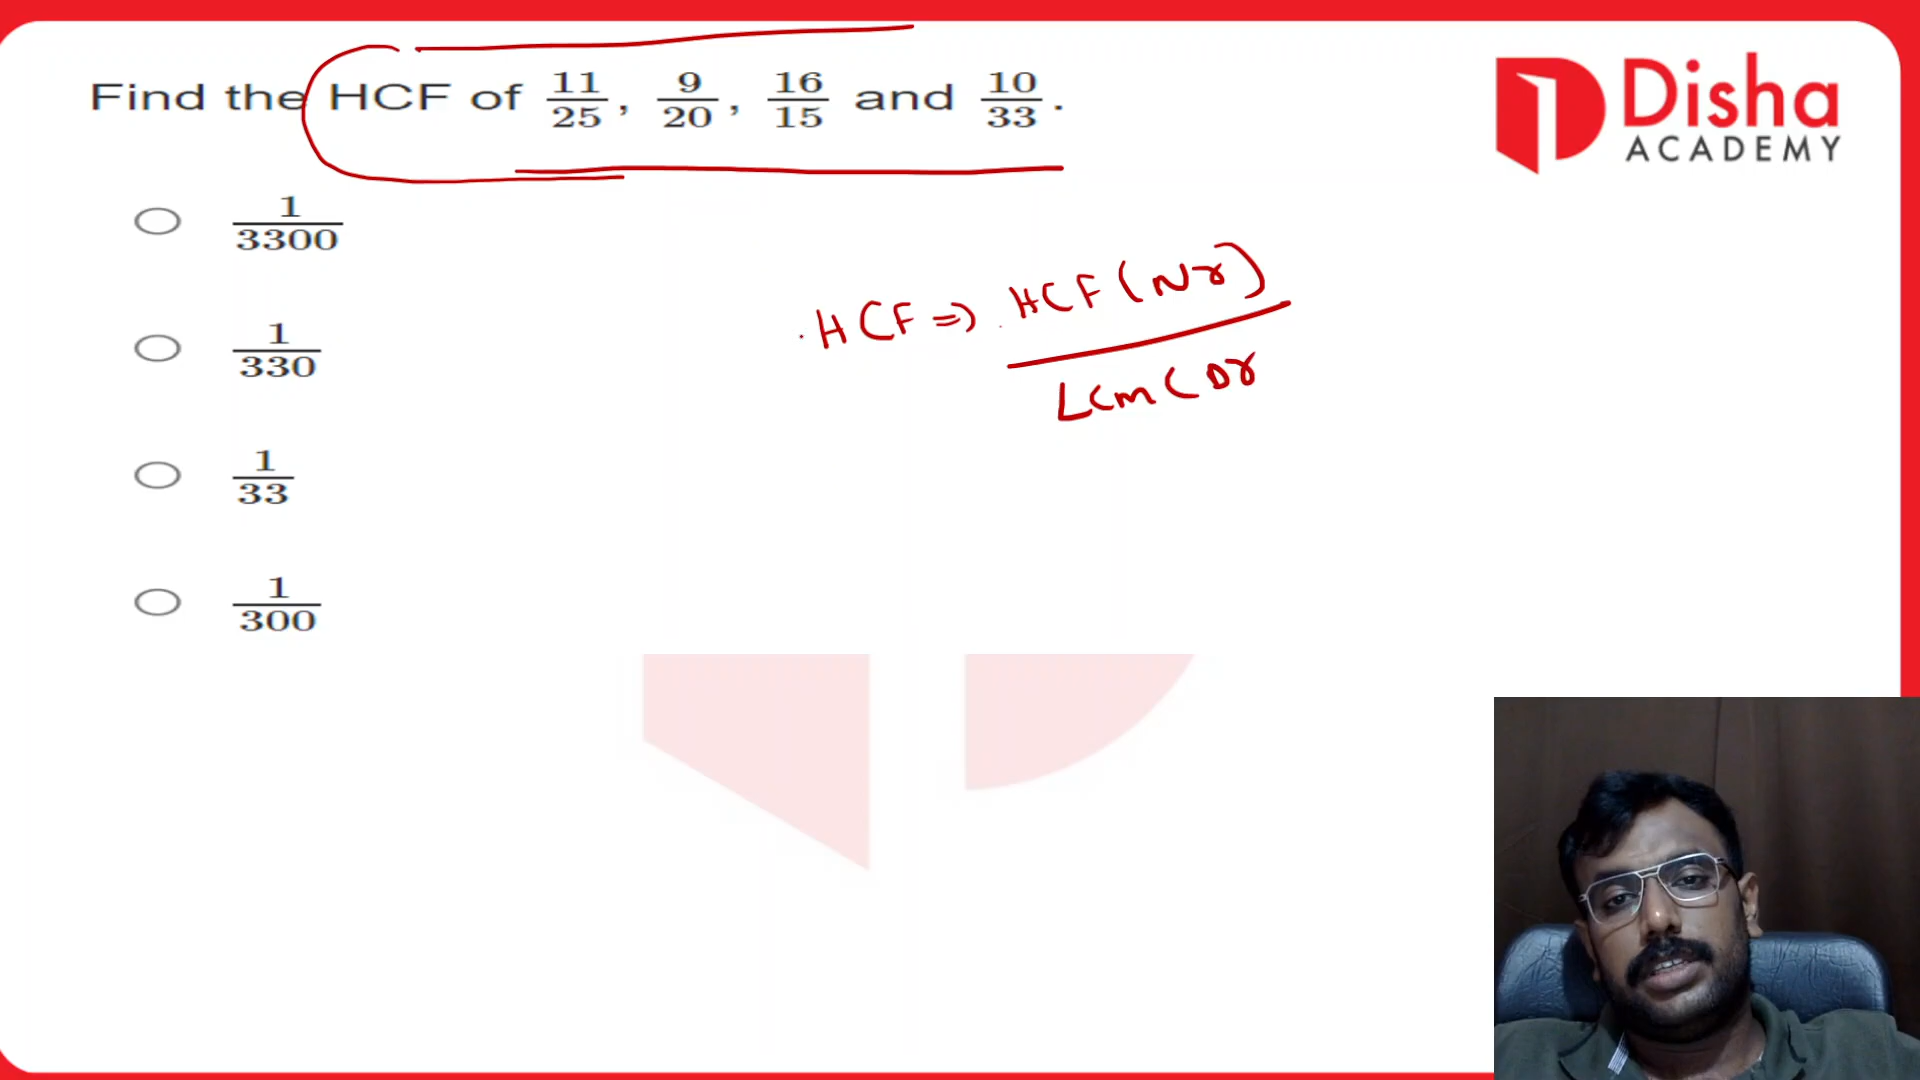 Find the HCF of 11/25, 9/20, 16/15 and 10/33.
Disha
ACADEMY
1/3300
1/330
1/33
1/300
HCF ⇒ HCF (Nr)
LCm (Dr